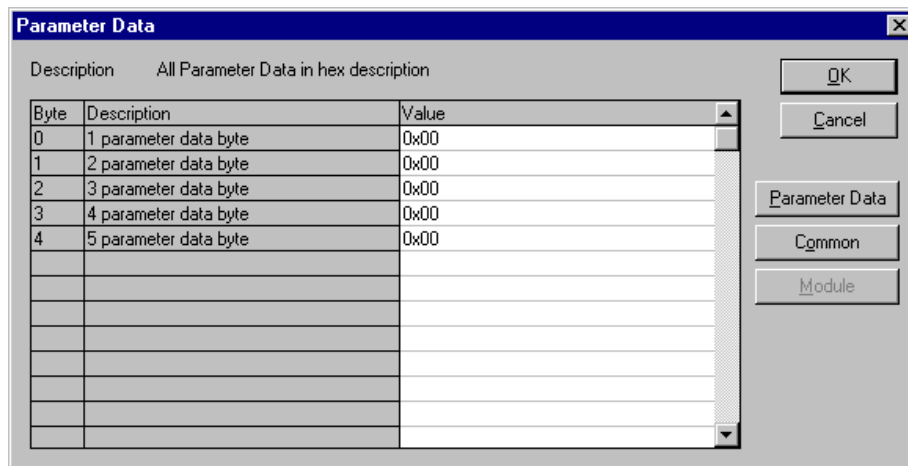 Parameter Data
Description All Parameter Data in hex description
Byte Description Value
0 1 parameter data byte 0x00
1 2 parameter data byte 0x00
2 3 parameter data byte 0x00
3 4 parameter data byte 0x00
4 5 parameter data byte 0x00
OK
Cancel
Parameter Data
Common
Module